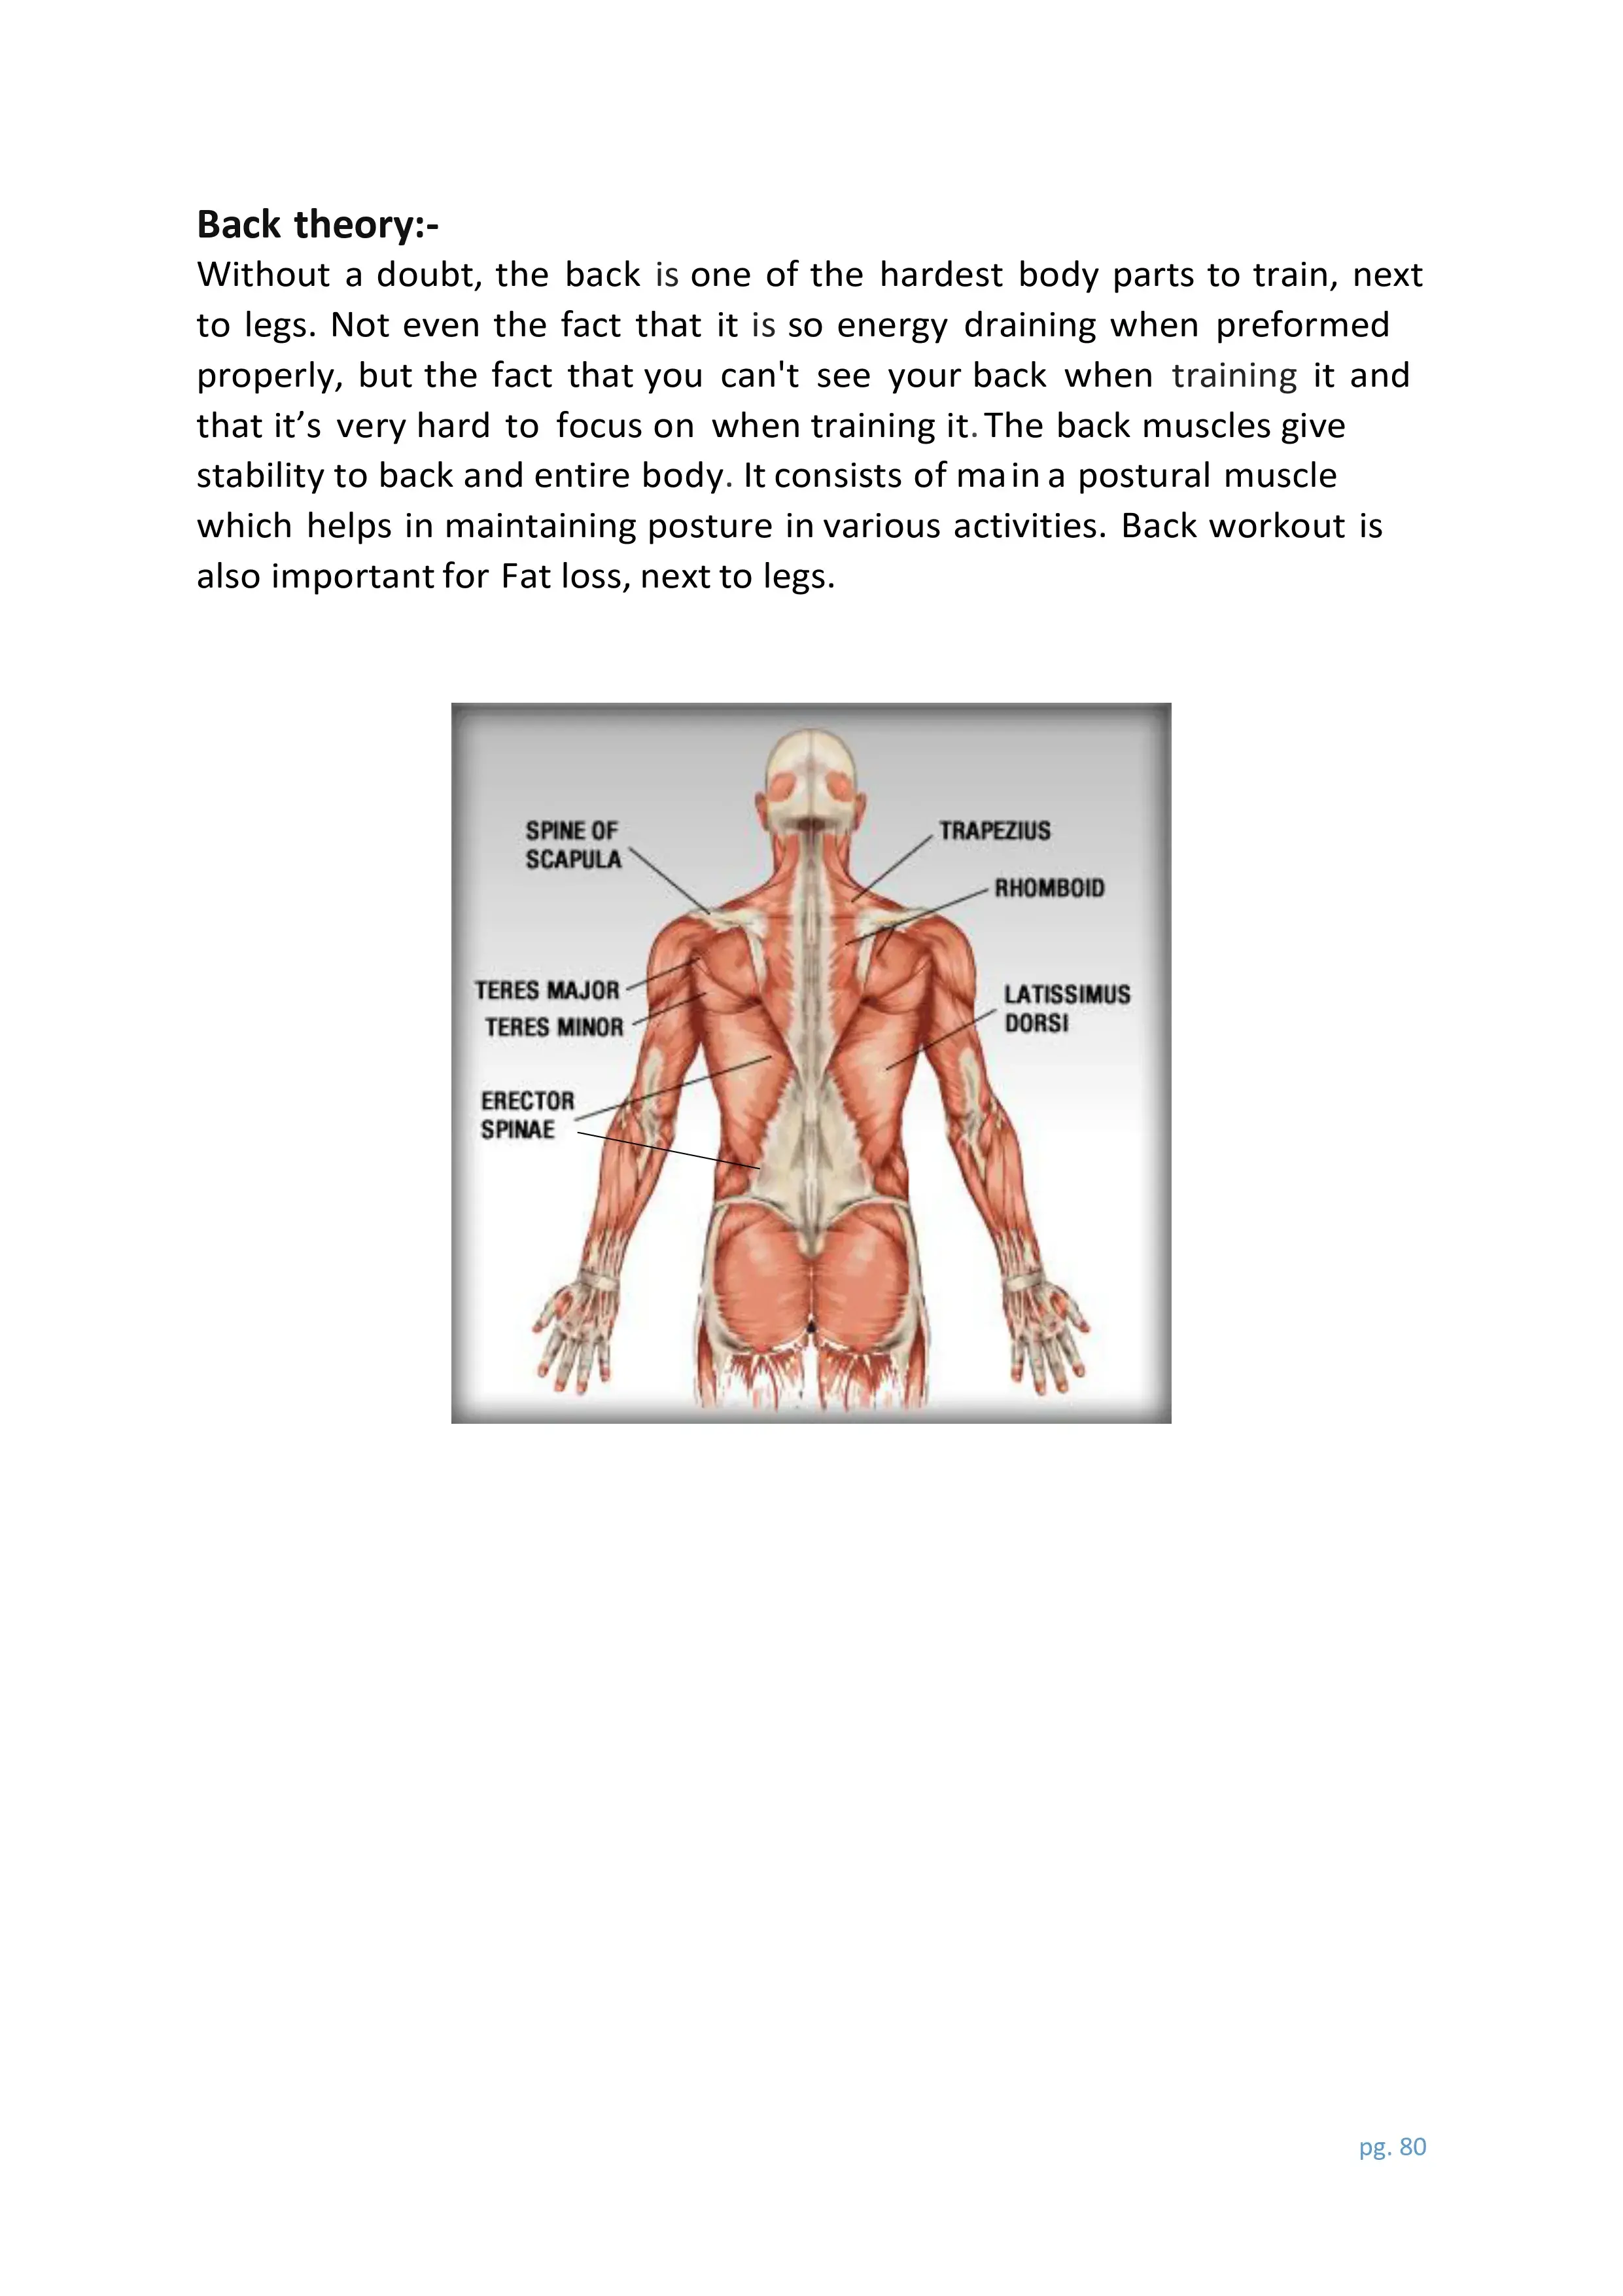 Back theory:-
Without a doubt, the back is one of the hardest body parts to train, next
to legs. Not even the fact that it is so energy draining when preformed
properly, but the fact that you can't see your back when training it and
that it’s very hard to focus on when training it. The back muscles give
stability to back and entire body. It consists of main a postural muscle
which helps in maintaining posture in various activities. Back workout is
also important for Fat loss, next to legs.
SPINE OF
SCAPULA
TRAPEZIUS
RHOMBOID
TERES MAJOR
TERES MINOR
LATISSIMUS
DORSI
ERECTOR
SPINAE
pg. 80